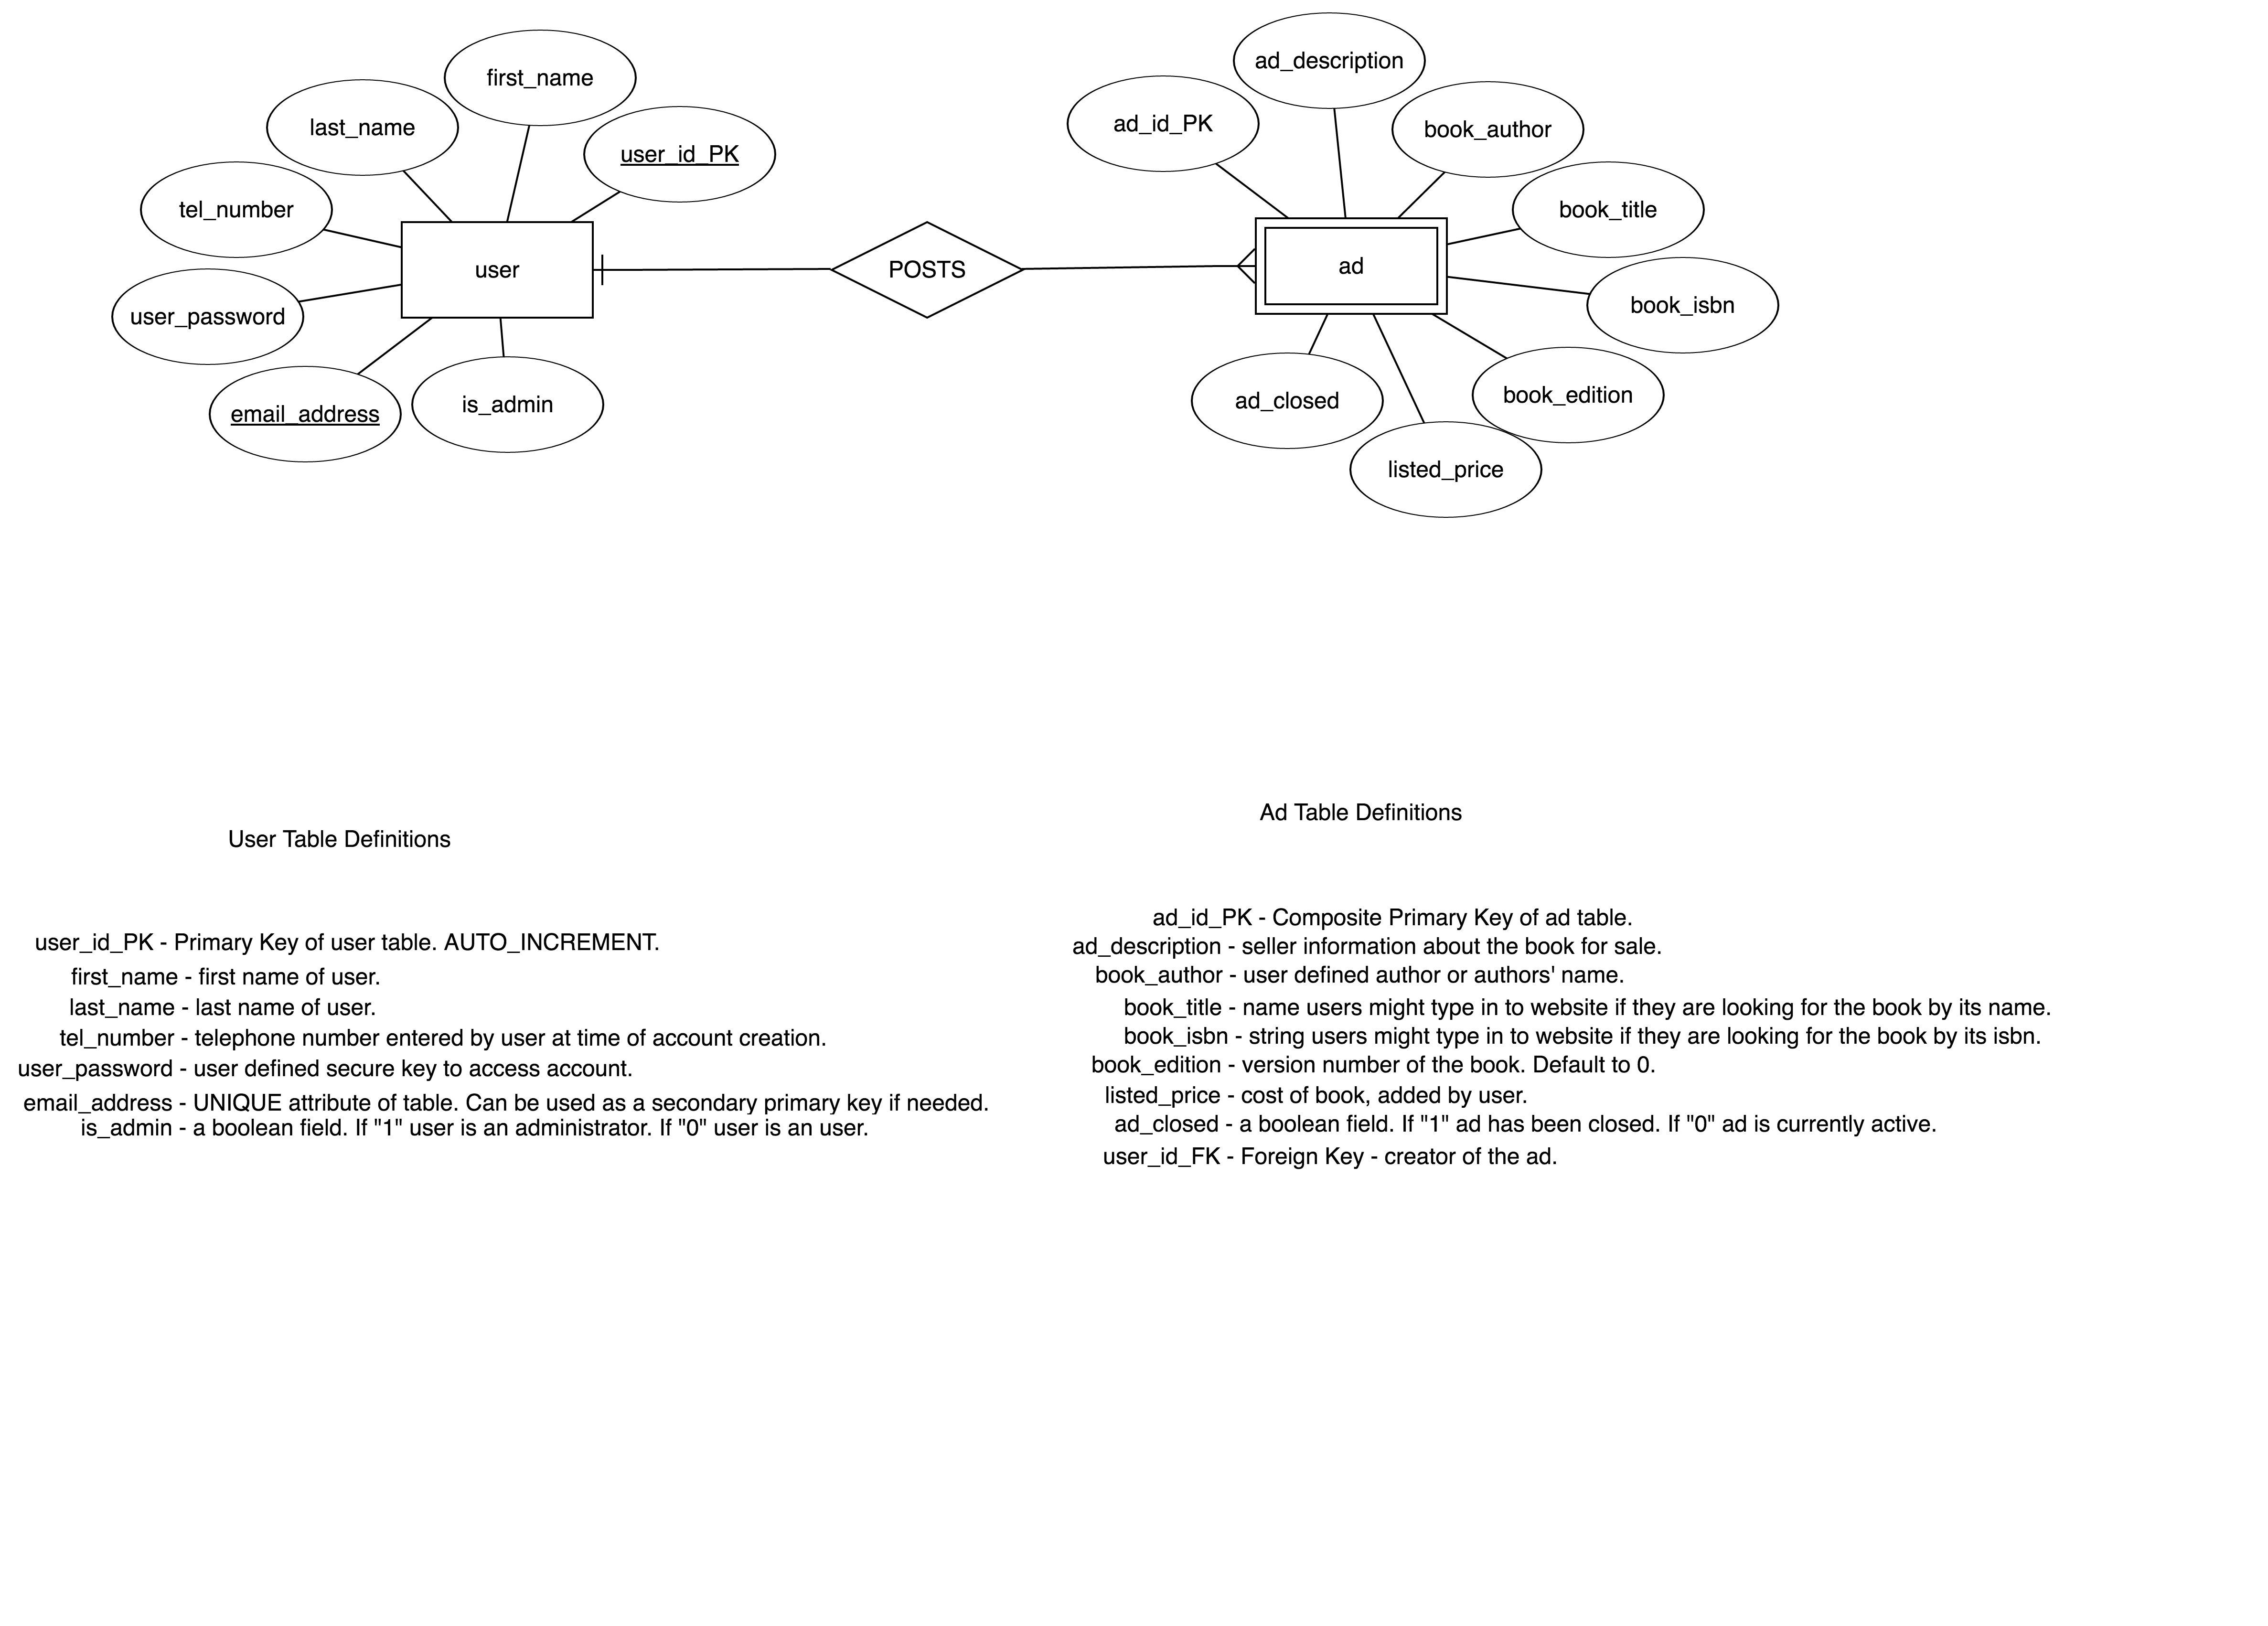 first_name
last_name
user_id_PK
tel_number
user
user_password
email_address
is_admin
POSTS
ad_description
ad_id_PK
book_author
book_title
ad
book_isbn
book_edition
ad_closed
listed_price
User Table Definitions
user_id_PK - Primary Key of user table. AUTO_INCREMENT.
first_name - first name of user.
last_name - last name of user.
tel_number - telephone number entered by user at time of account creation.
user_password - user defined secure key to access account.
email_address - UNIQUE attribute of table. Can be used as a secondary primary key if needed.
is_admin - a boolean field. If "1" user is an administrator. If "0" user is an user.
Ad Table Definitions
ad_id_PK - Composite Primary Key of ad table.
ad_description - seller information about the book for sale.
book_author - user defined author or authors' name.
book_title - name users might type in to website if they are looking for the book by its name.
book_isbn - string users might type in to website if they are looking for the book by its isbn.
book_edition - version number of the book. Default to 0.
listed_price - cost of book, added by user.
ad_closed - a boolean field. If "1" ad has been closed. If "0" ad is currently active.
user_id_FK - Foreign Key - creator of the ad.